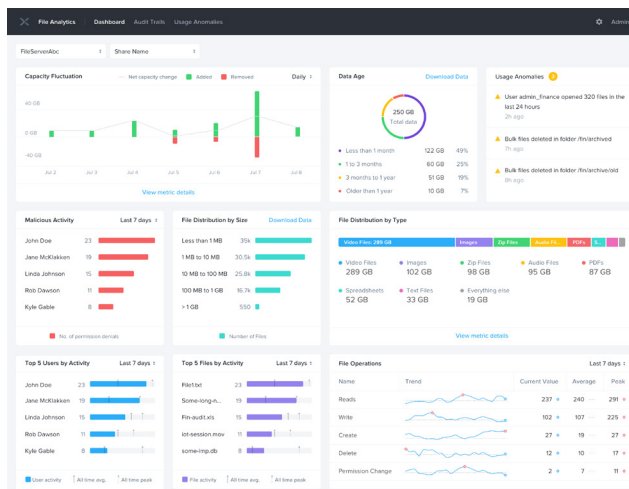 File Analytics
Dashboard
Audit Trails
Usage Anomalies
Admin
FileServerAbc
Share Name
Capacity Fluctuation
Net capacity change
Added
Removed
Daily
40 GB
0 GB
-40 GB
Jul 2
Jul 3
Jul 4
Jul 5
Jul 6
Jul 7
Jul 8
View metric details
Data Age
Download Data
250 GB
Total data
Less than 1 month 122 GB 49%
1 to 3 months 60 GB 25%
3 months to 1 year 51 GB 19%
Older than 1 year 10 GB 7%
Usage Anomalies
User admin_finance opened 320 files in the
last 24 hours
2h ago
Bulk files deleted in folder /fin/archived
7h ago
Bulk files deleted in folder /fin/archive/old
8h ago
Malicious Activity
Last 7 days
John Doe 23
Jane McKlakken 19
Linda Johnson 15
Rob Dawson 11
Kyle Gable 8
No. of permission denials
File Distribution by Size
Download Data
Less than 1 MB 35k
1 MB to 10 MB 30.5k
10 MB to 100 MB 25.8k
100 MB to 1 GB 16.7k
> 1 GB 550
Number of Files
File Distribution by Type
Video Files: 289 GB
Images
Zip Files
Audio Fil...
PDFs
S...
Video Files
289 GB
Images
102 GB
Zip Files
98 GB
Audio Files
95 GB
PDFs
87 GB
Spreadsheets
52 GB
Text Files
33 GB
Everything else
19 GB
View metric details
Top 5 Users by Activity
Last 7 days
John Doe 23
Jane McKlakken 19
Linda Johnson 15
Rob Dawson 11
Kyle Gable 8
User activity
All time avg.
All time peak
Top 5 Files by Activity
Last 7 days
File1.txt 23
Some-long-n... 19
Fin-audit.xls 15
iot-session.mov 11
some-imp.db 8
File activity
All time avg.
All time peak
File Operations
Last 7 days
Name Trend Current Value Average Peak
Reads 237 240 291
Write 102 107 225
Create 27 19 27
Delete 12 10 17
Permission Change 2 7 11